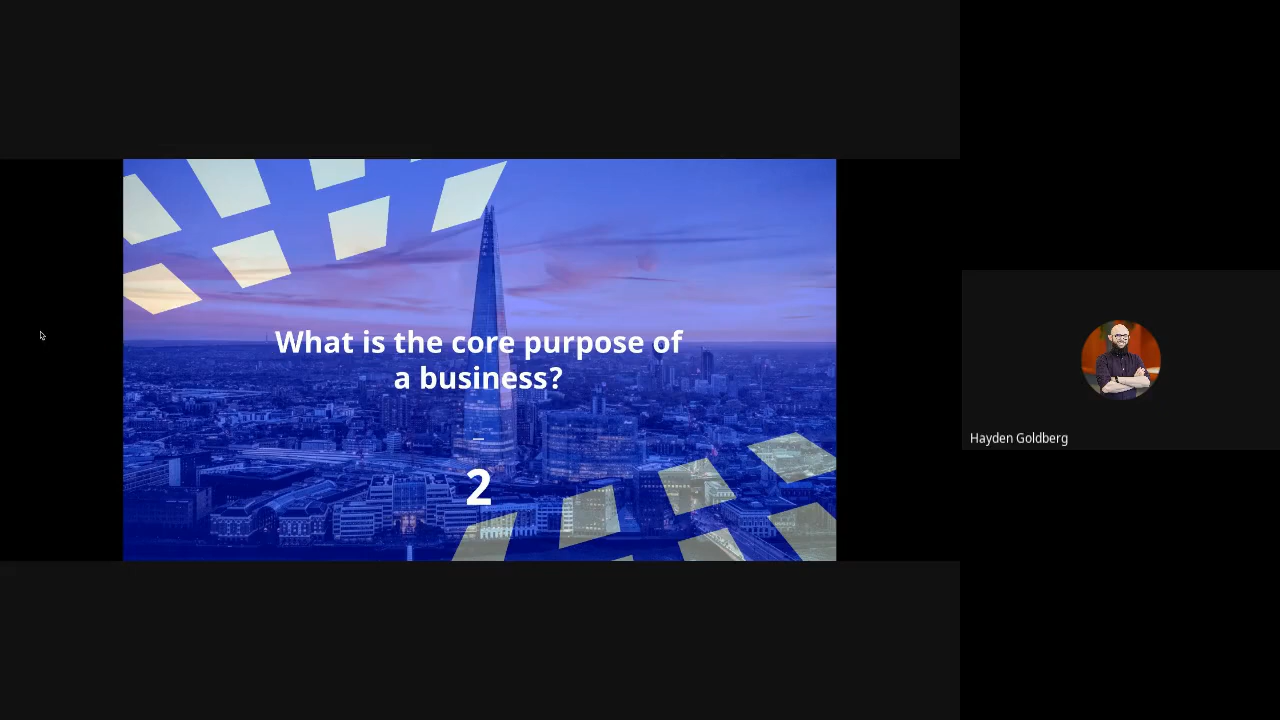 What is the core purpose of
a business?
_
2
Hayden Goldberg